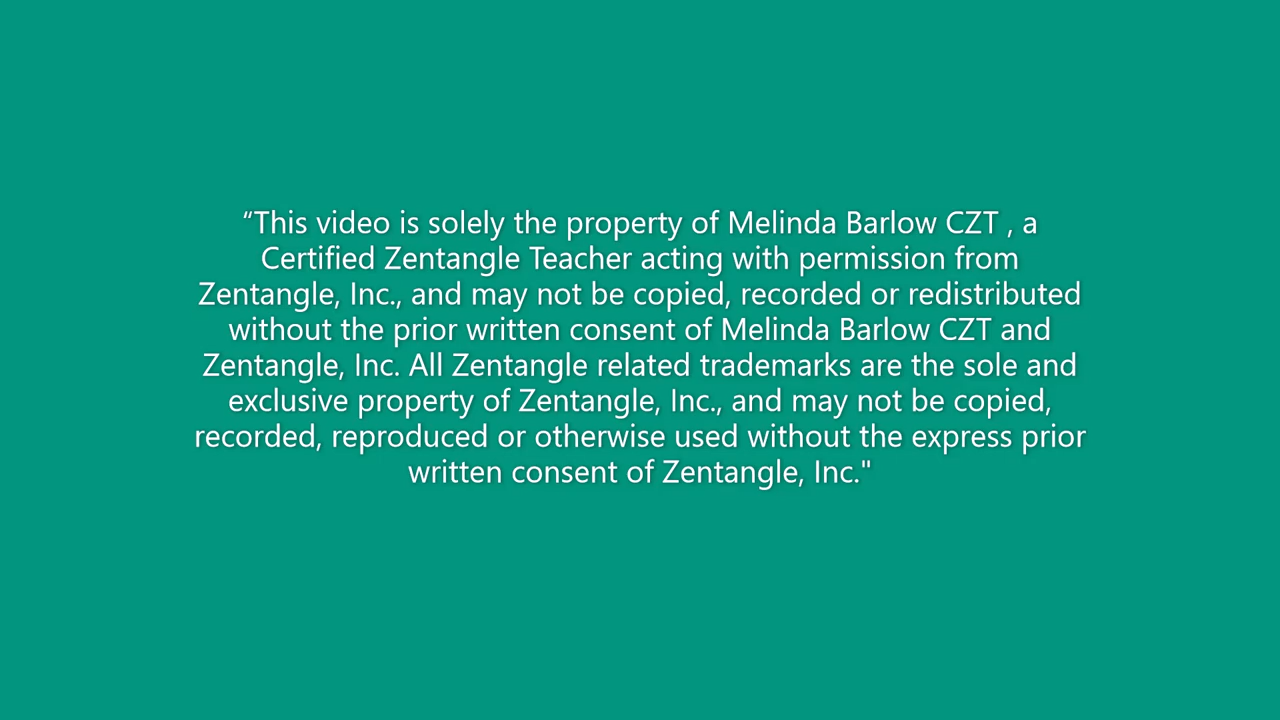 “This video is solely the property of Melinda Barlow CZT , a
Certified Zentangle Teacher acting with permission from
Zentangle, Inc., and may not be copied, recorded or redistributed
without the prior written consent of Melinda Barlow CZT and
Zentangle, Inc. All Zentangle related trademarks are the sole and
exclusive property of Zentangle, Inc., and may not be copied,
recorded, reproduced or otherwise used without the express prior
written consent of Zentangle, Inc."